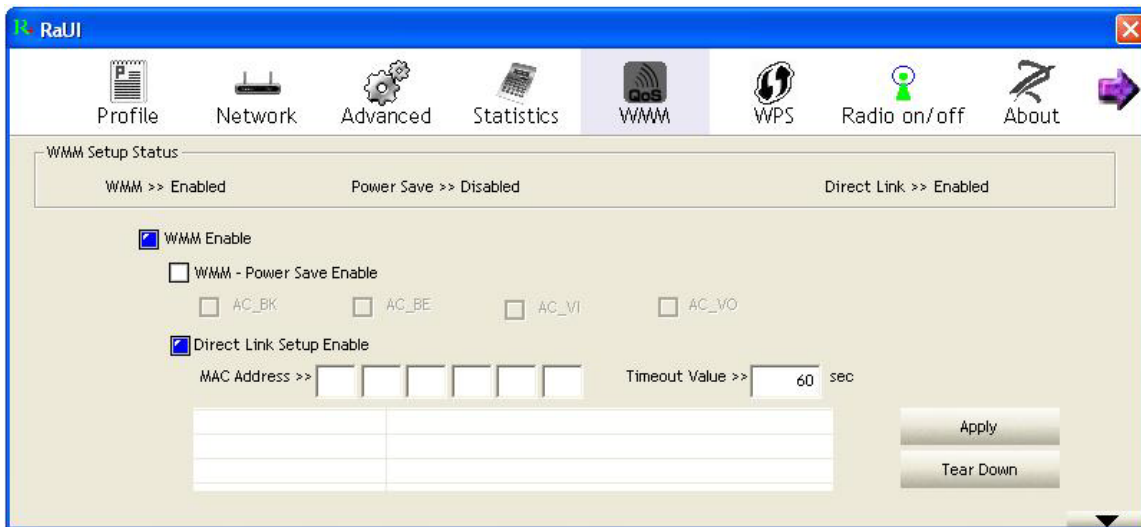 RaUI
Profile Network Advanced Statistics QoS WMM WPS Radio on/off About
WMM Setup Status
WMM >> Enabled Power Save >> Disabled Direct Link >> Enabled
WMM Enable
WMM - Power Save Enable
AC_BK AC_BE AC_VI AC_VO
Direct Link Setup Enable
MAC Address >> Timeout Value >> 60 sec
Apply
Tear Down